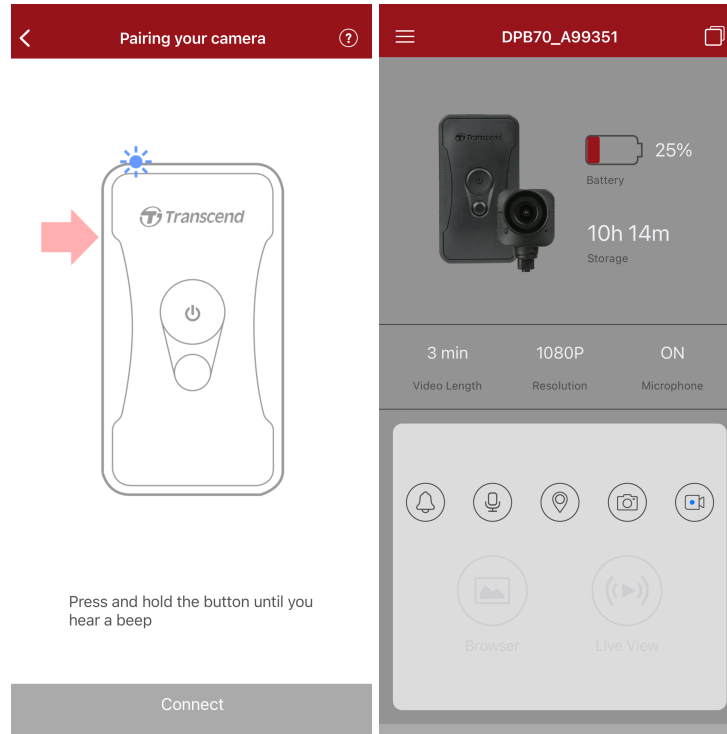 Pairing your camera
?
Transcend
Press and hold the button until you
hear a beep
Connect
DPB70_A99351
Transcend
25%
Battery
10h 14m
Storage
3 min
1080P
ON
Video Length
Resolution
Microphone
Browser
Live View